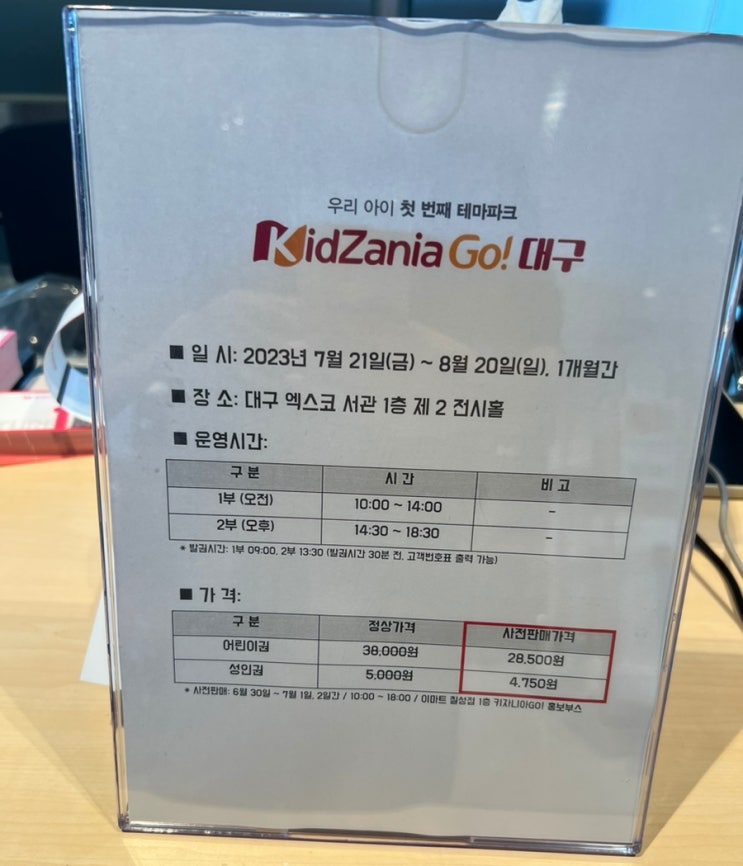 우리 아이 첫 번째 테마파크
KidZania Go! 대구
■ 일 시: 2023년 7월 21일(금) ~ 8월 20일(일), 1개월간
■ 장 소: 대구 엑스코 서관 1층 제 2 전시홀
■ 운영시간:
구 분 시 간 비 고
1부 (오전) 10:00 ~ 14:00 -
2부 (오후) 14:30 ~ 18:30 -
* 발권시간: 1부 09:00, 2부 13:30 (발권시간 30분 전, 고객번호표 출력 가능)
■ 가 격:
구 분 정상가격 사전판매가격
어린이권 38,000원 28,500원
성인권 5,000원 4,750원
* 사전판매: 6월 30일 ~ 7월 1일, 2일간 / 10:00 ~ 18:00 / 이마트 칠성점 1층 키자니아GO! 홍보부스